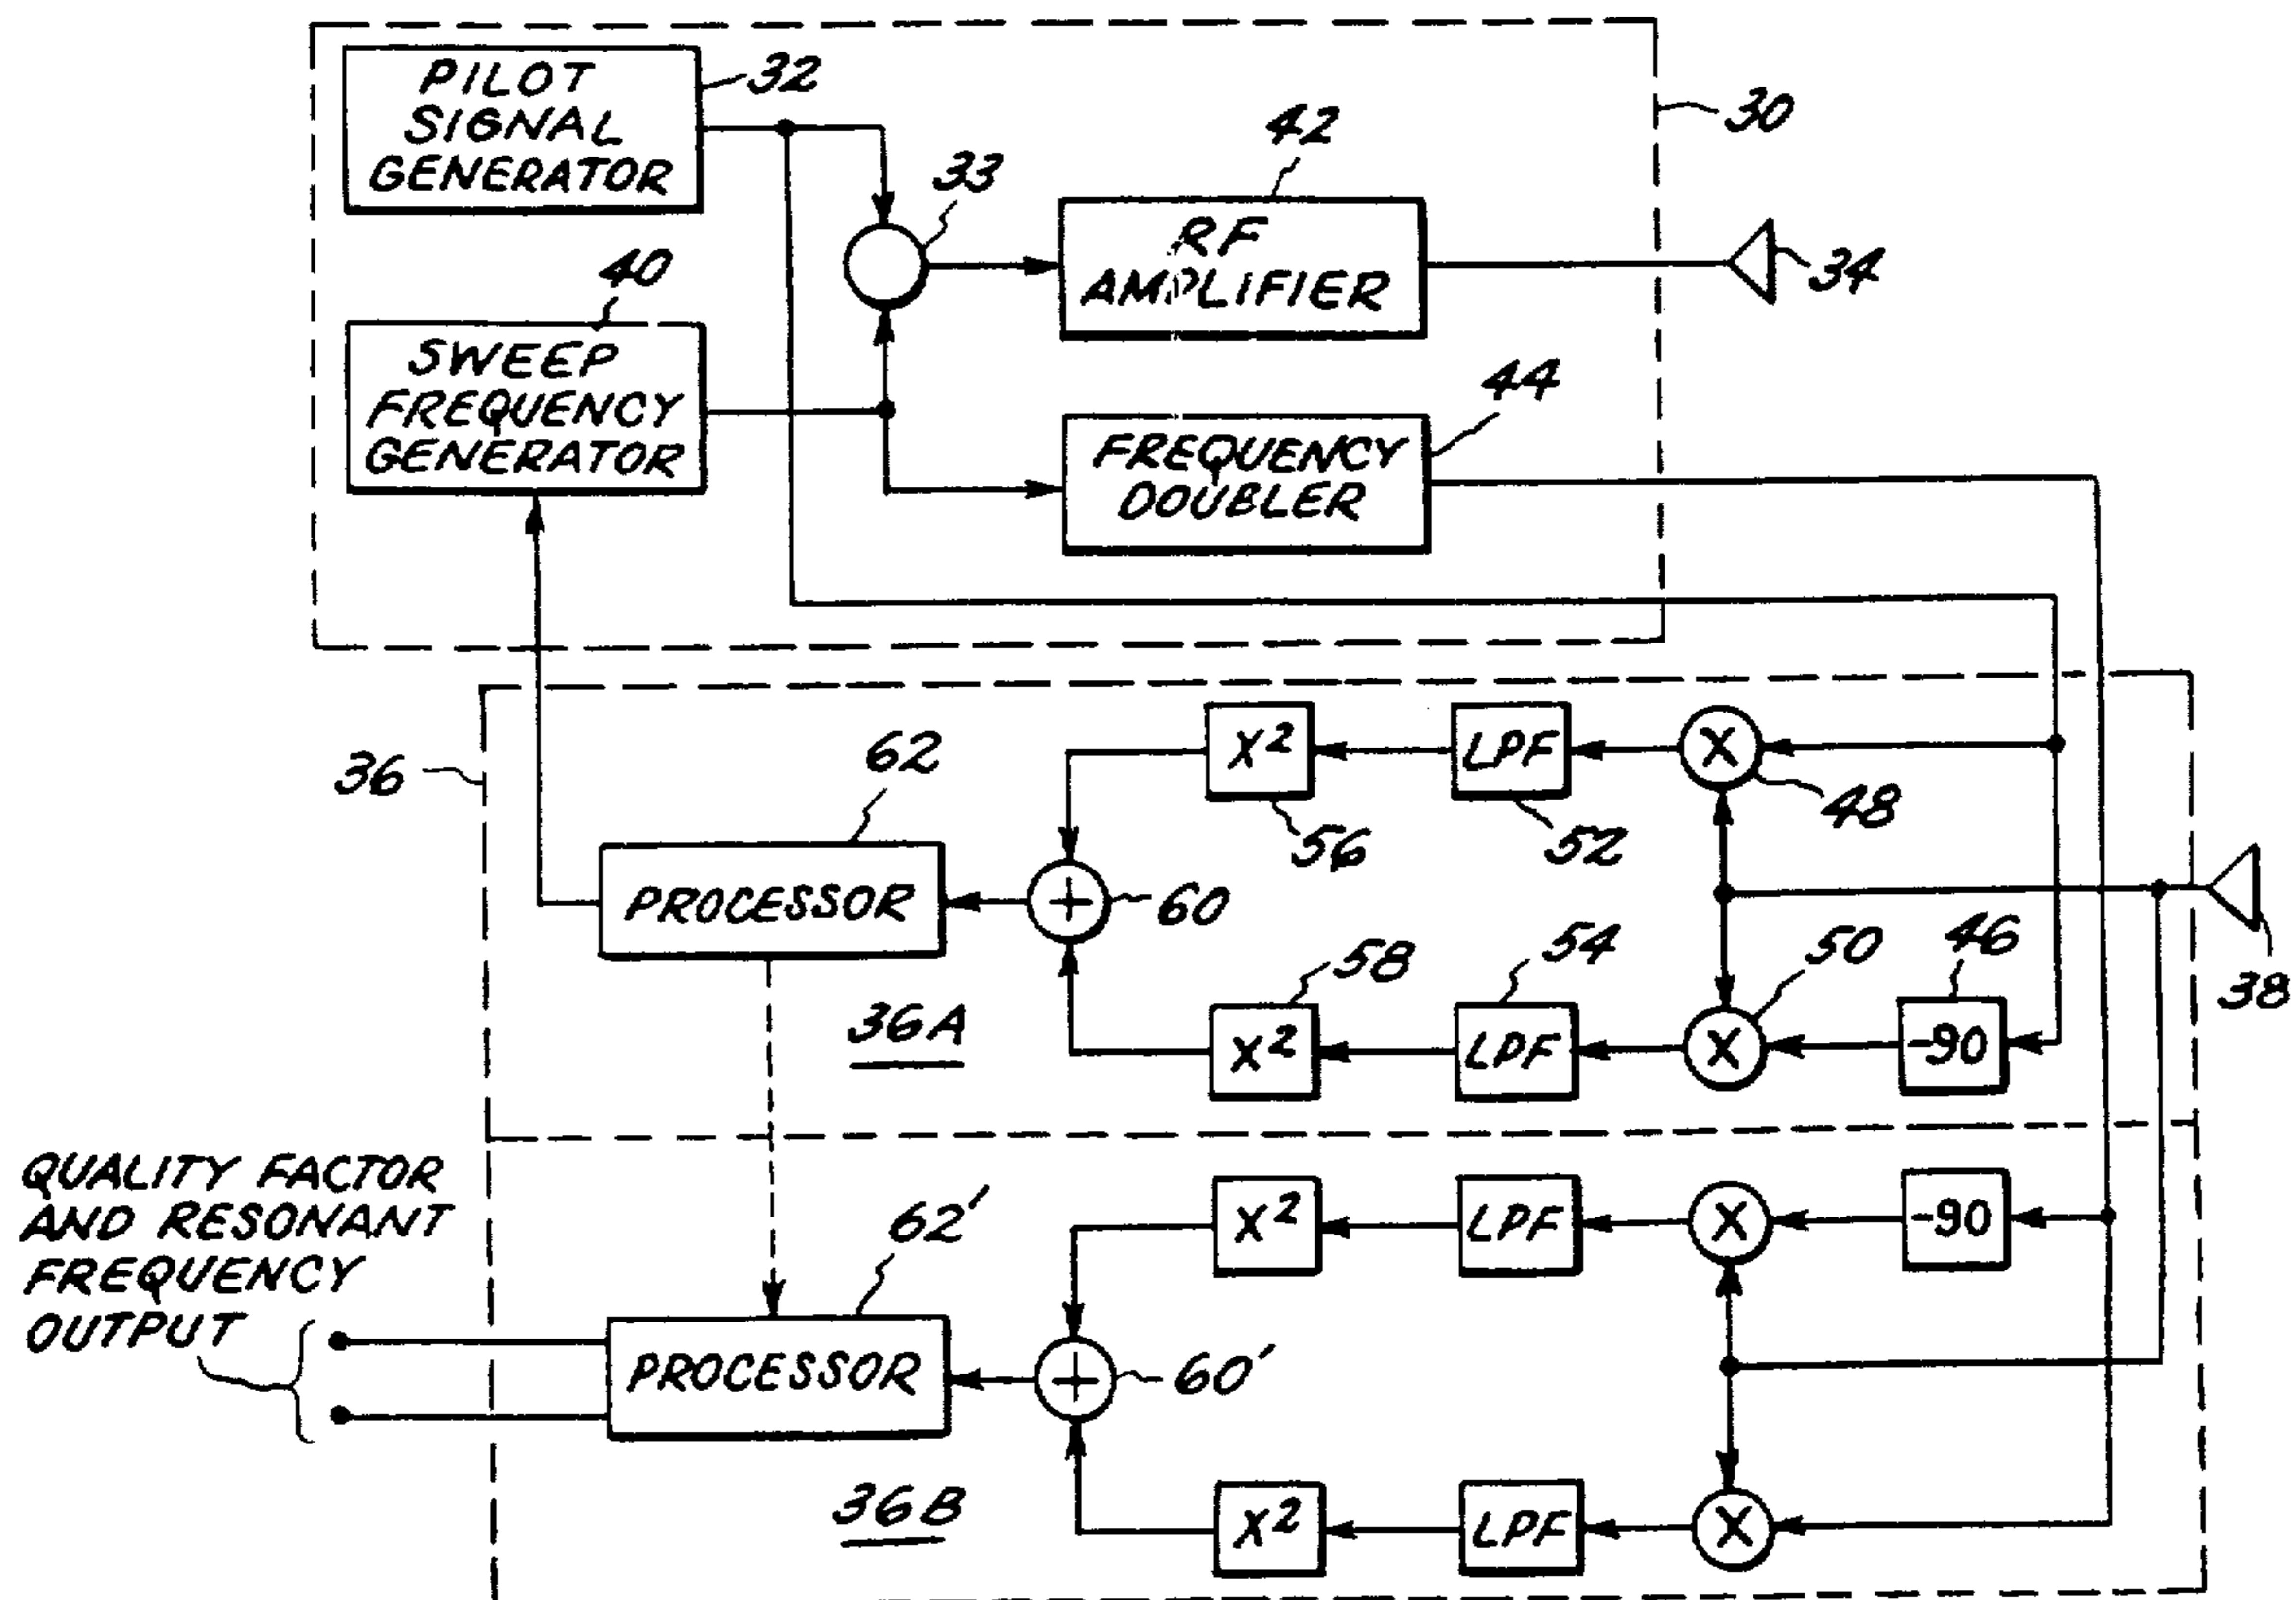 PILOT
SIGNAL
GENERATOR
32
30
42
33
RF
AMPLIFIER
34
40
SWEEP
FREQUENCY
GENERATOR
44
FREQUENCY
DOUBLER
36
62
X²
LPF
X
48
56
52
PROCESSOR
+
60
38
58
54
50
46
36A
X²
LPF
X
-90
QUALITY FACTOR
AND RESONANT
FREQUENCY
OUTPUT
62'
X²
LPF
X
-90
PROCESSOR
+
60'
36B
X²
LPF
X